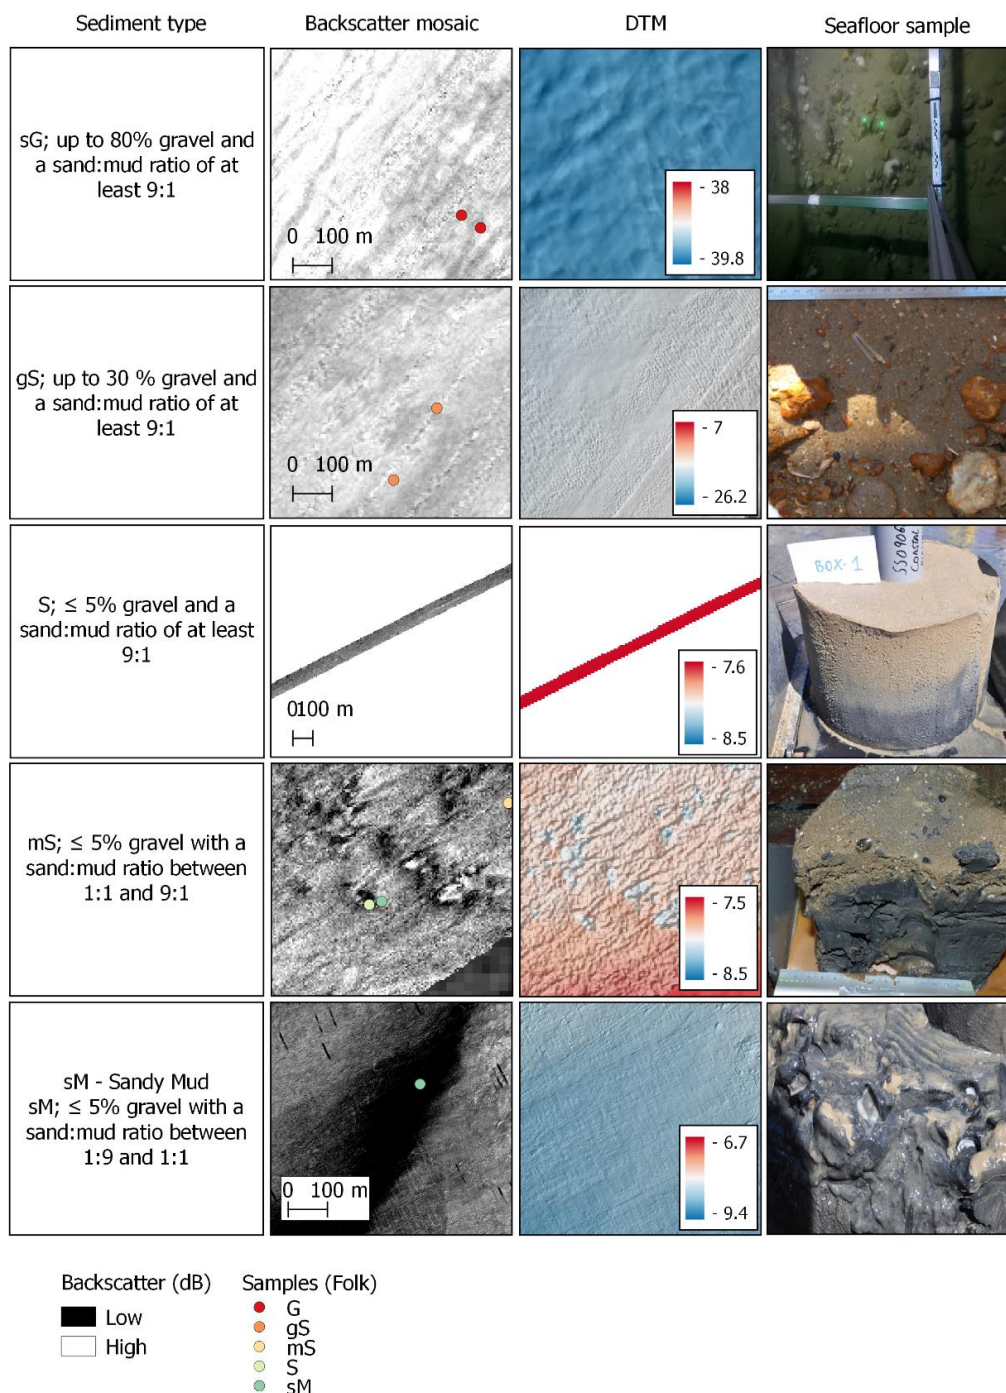 Sediment type
Backscatter mosaic
DTM
Seafloor sample
sG; up to 80% gravel and
a sand:mud ratio of at
least 9:1
0 100 m
- 38
- 39.8
gS; up to 30 % gravel and
a sand:mud ratio of at
least 9:1
0 100 m
- 7
- 26.2
S; ≤ 5% gravel and a
sand:mud ratio of at least
9:1
0100 m
- 7.6
- 8.5
BOX· 1
SS0906
COASTAL
mS; ≤ 5% gravel with a
sand:mud ratio between
1:1 and 9:1
- 7.5
- 8.5
sM - Sandy Mud
sM; ≤ 5% gravel with a
sand:mud ratio between
1:9 and 1:1
0 100 m
- 6.7
- 9.4
Backscatter (dB)
Low
High
Samples (Folk)
G
gS
mS
S
sM